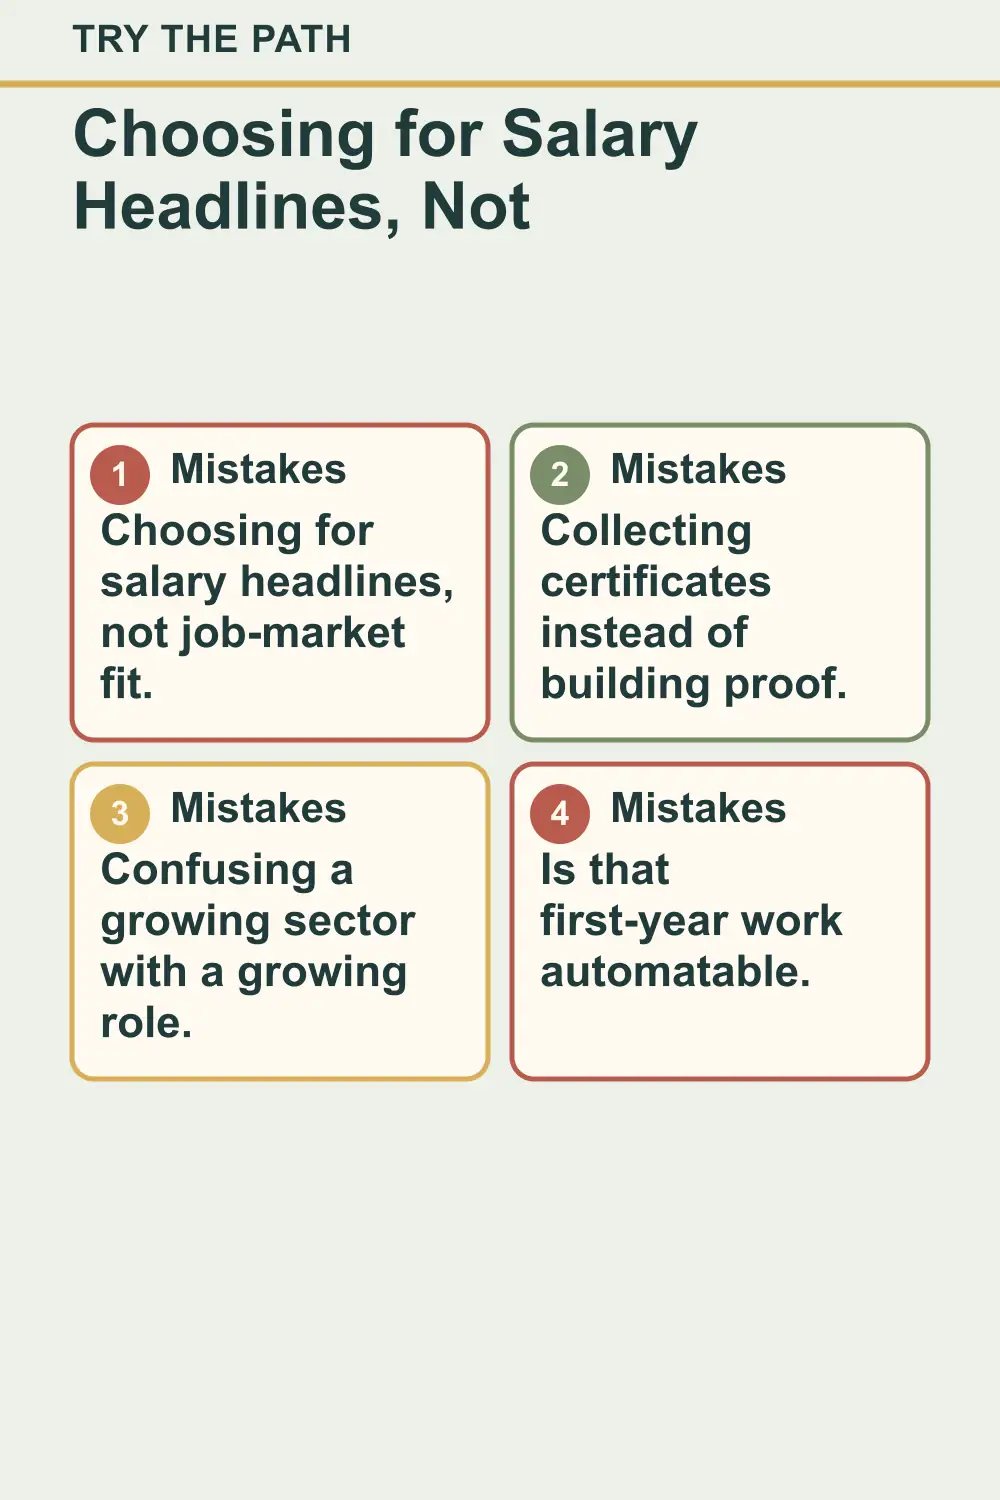 TRY THE PATH
Choosing for Salary
Headlines, Not
1 Mistakes
Choosing for
salary headlines,
not job-market
fit.
2 Mistakes
Collecting
certificates
instead of
building proof.
3 Mistakes
Confusing a
growing sector
with a growing
role.
4 Mistakes
Is that
first-year work
automatable.